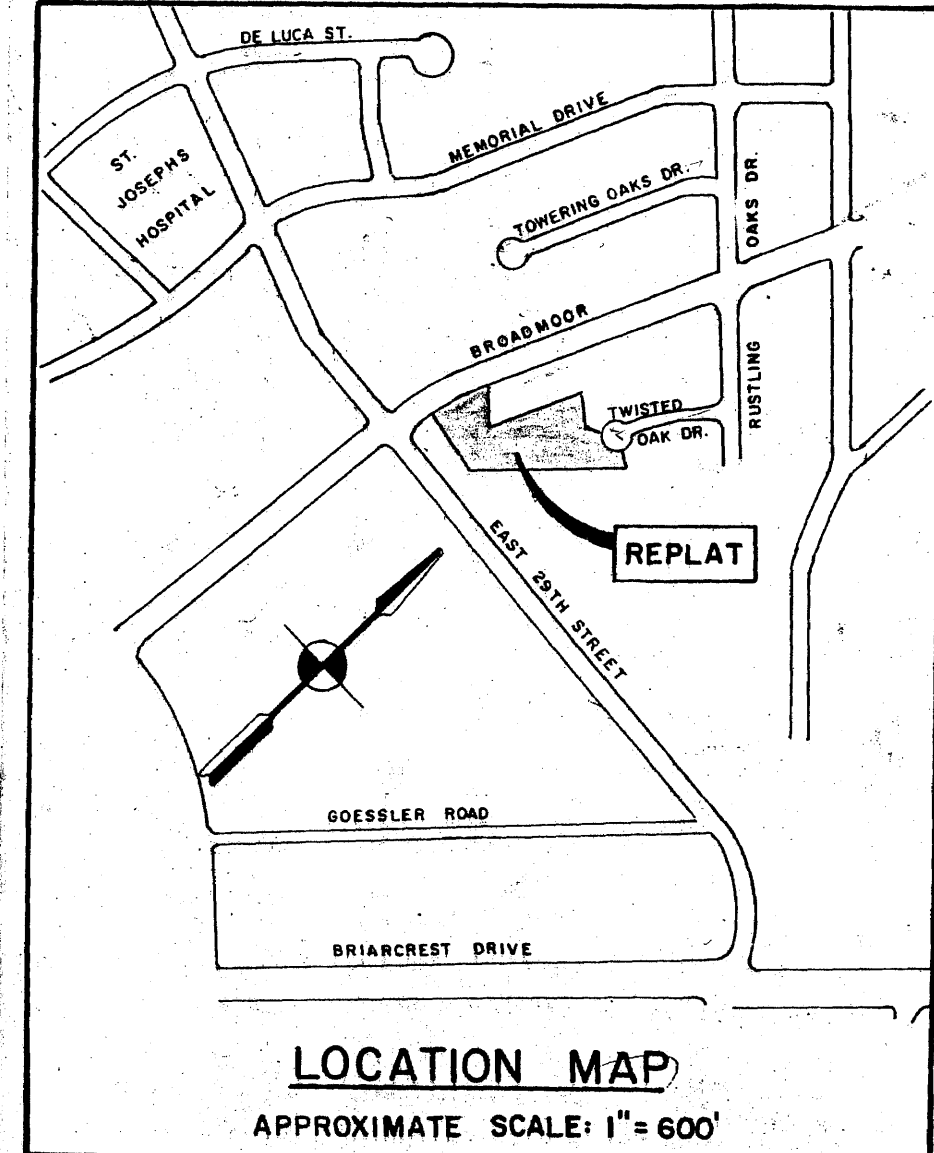 DE LUCA ST.
MEMORIAL DRIVE
ST.
JOSEPHS
HOSPITAL
TOWERING OAKS DR.
OAKS DR.
BROADMOOR
RUSTLING
TWISTED
OAK DR.
REPLAT
EAST 29TH STREET
GOESSLER ROAD
BRIARCREST DRIVE
LOCATION MAP
APPROXIMATE SCALE: 1" = 600'